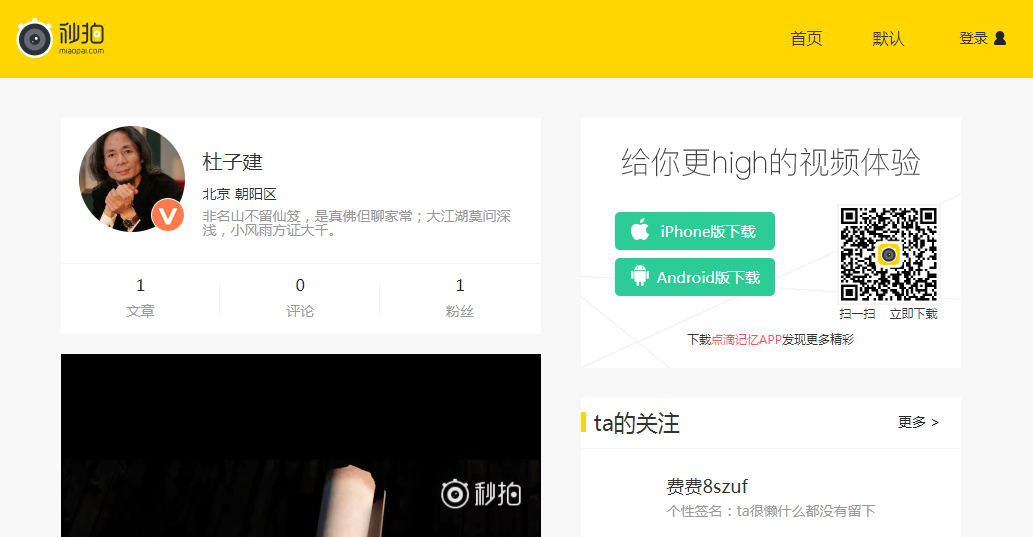 秒拍
miaopai.com
首页
默认
登录
杜子建
北京 朝阳区
非名山不留仙笈，是真佛但聊家常；大江湖莫问深
浅，小风雨方证大千。
1
文章
0
评论
1
粉丝
秒拍
给你更high的视频体验
iPhone版下载
Android版下载
扫一扫 立即下载
下载点滴记忆APP发现更多精彩
ta的关注
更多 >
费费8szuf
个性签名：ta很懒什么都没有留下